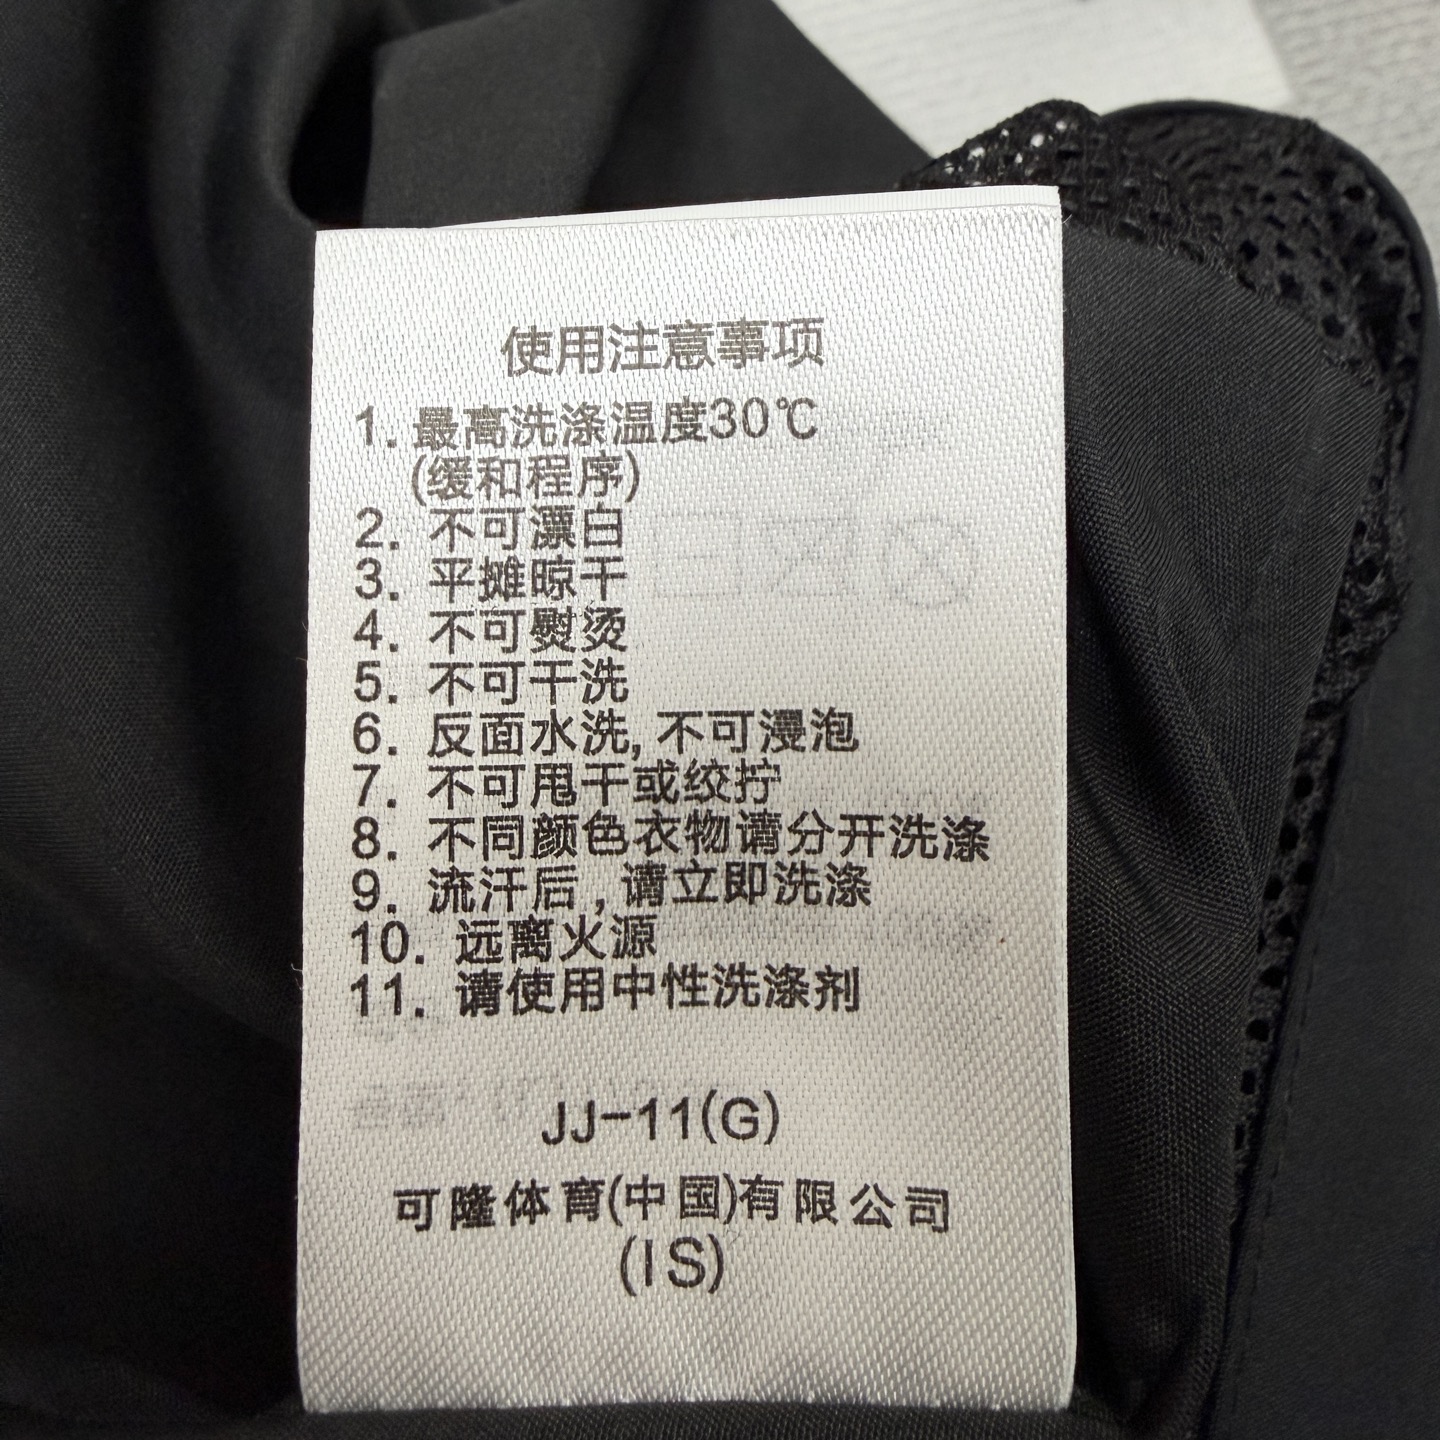 使用注意事项
1. 最高洗涤温度30℃
(缓和程序)
2. 不可漂白
3. 平摊晾干
4. 不可熨烫
5. 不可干洗
6. 反面水洗, 不可浸泡
7. 不可甩干或绞拧
8. 不同颜色衣物请分开洗涤
9. 流汗后, 请立即洗涤
10. 远离火源
11. 请使用中性洗涤剂
JJ-11(G)
可隆体育(中国)有限公司
(IS)